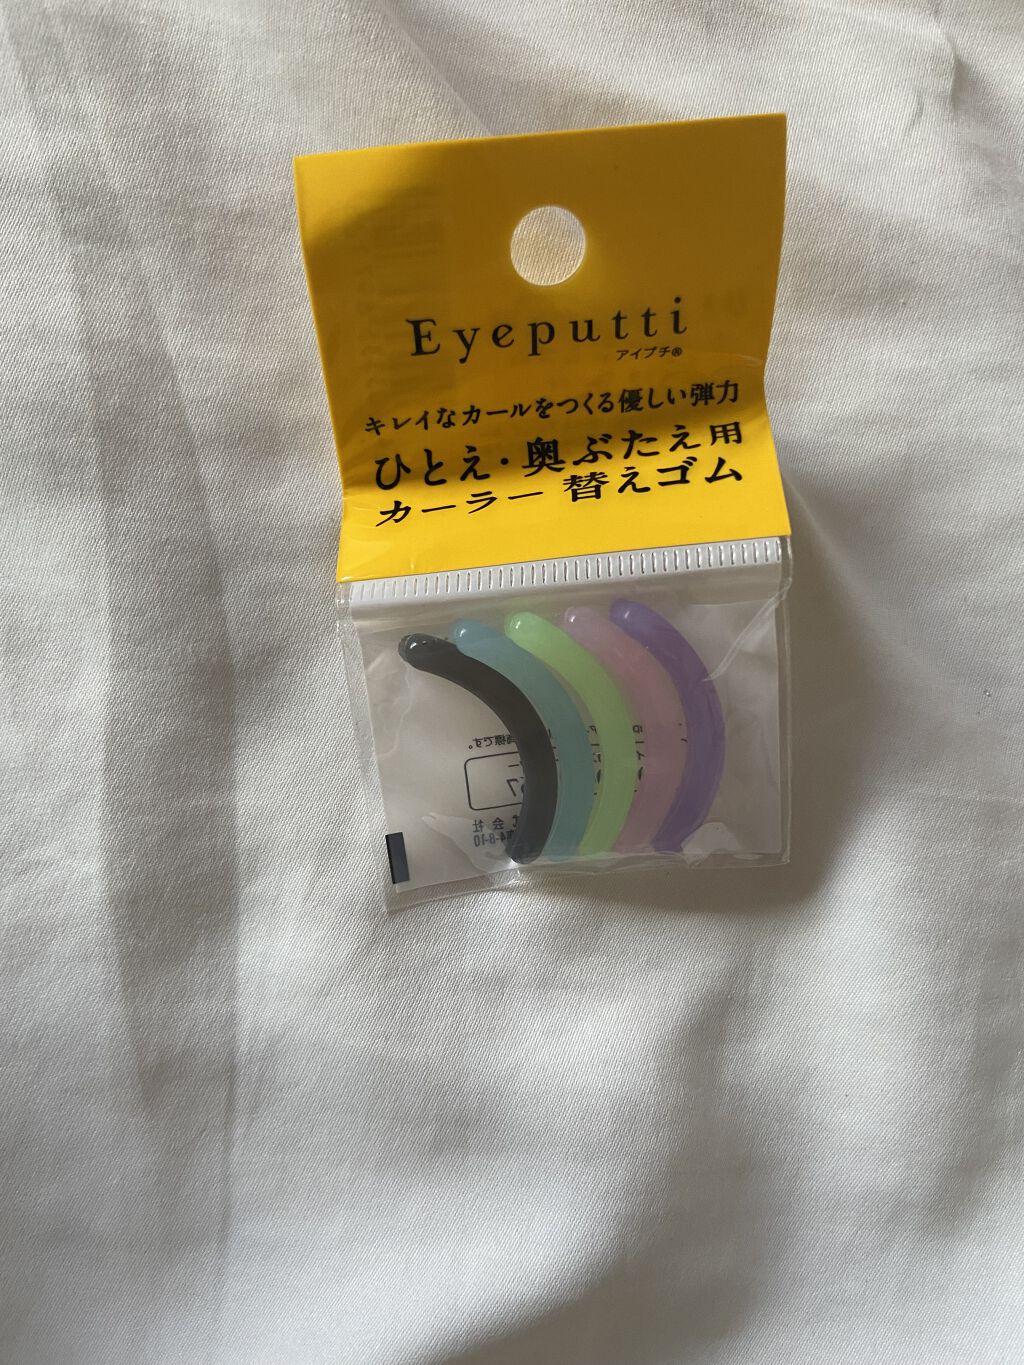 Eyeputti
アイプチ®
キレイなカールをつくる優しい弾力
ひとえ・奥ぶたえ用
カーラー 替えゴム